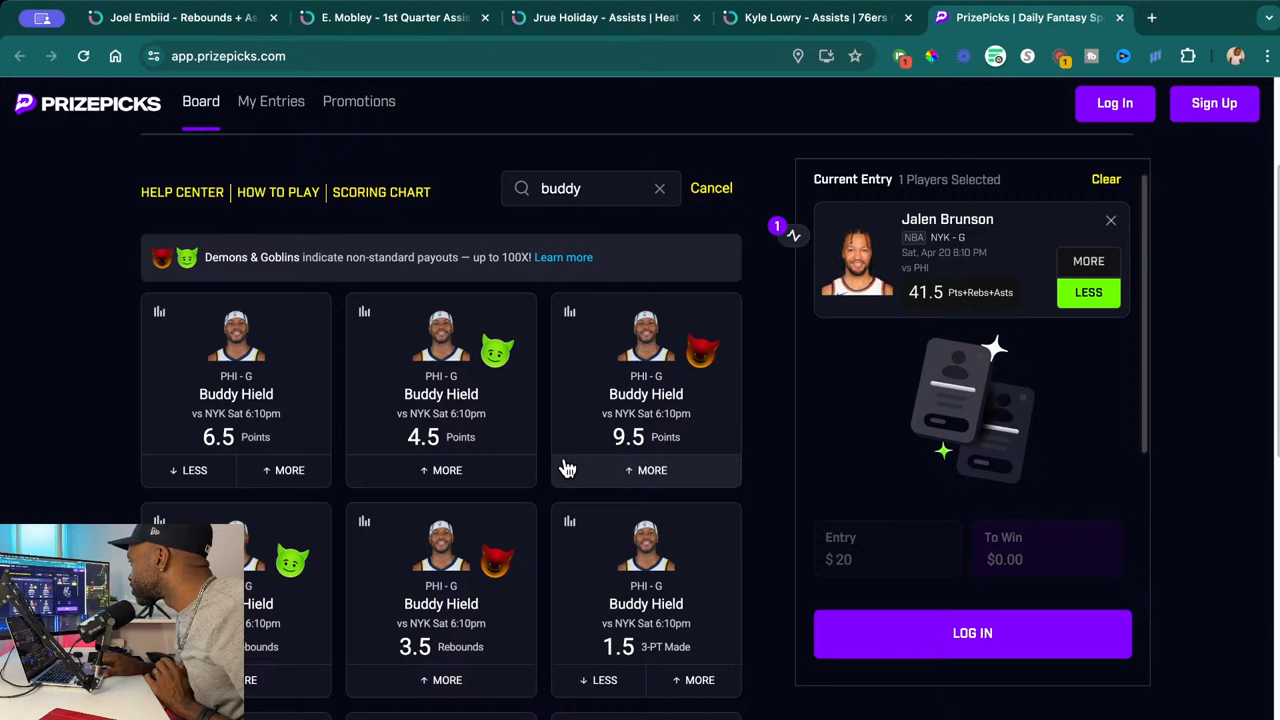 Joel Embiid - Rebounds + As
E. Mobley - 1st Quarter Assis
Jrue Holiday - Assists | Heat
Kyle Lowry - Assists | 76ers
PrizePicks | Daily Fantasy Sp
app.prizepicks.com
PRIZEPICKS
Board
My Entries
Promotions
Log In
Sign Up
HELP CENTER | HOW TO PLAY | SCORING CHART
buddy
Cancel
Demons & Goblins indicate non-standard payouts — up to 100X! Learn more
PHI - G
Buddy Hield
vs NYK Sat 6:10pm
6.5 Points
↓ LESS
↑ MORE
PHI - G
Buddy Hield
vs NYK Sat 6:10pm
4.5 Points
↑ MORE
PHI - G
Buddy Hield
vs NYK Sat 6:10pm
9.5 Points
↑ MORE
Hield
PHI - G
Buddy Hield
vs NYK Sat 6:10pm
3.5 Rebounds
↑ MORE
PHI - G
Buddy Hield
vs NYK Sat 6:10pm
1.5 3-PT Made
↓ LESS
↑ MORE
Current Entry 1 Players Selected
Clear
1
Jalen Brunson
NBA NYK - G
Sat, Apr 20 6:10 PM
vs PHI
41.5 Pts+Rebs+Asts
MORE
LESS
Entry
$ 20
To Win
$0.00
LOG IN